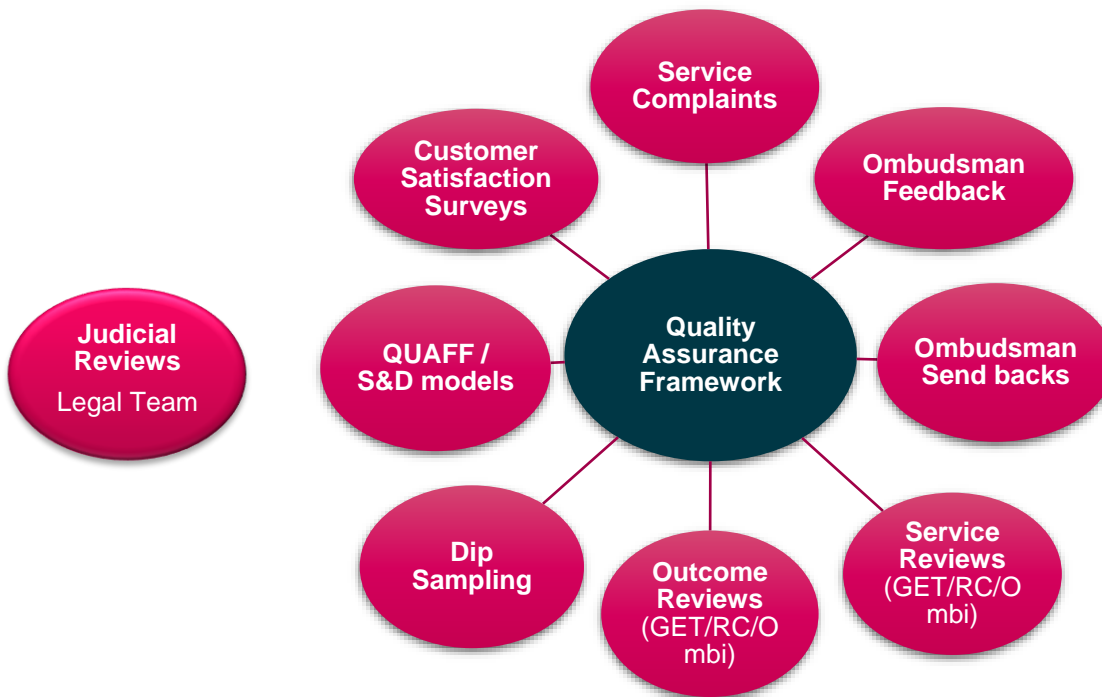 Service
Complaints
Customer
Satisfaction
Surveys
Ombudsman
Feedback
Judicial
Reviews
Legal Team
QUAFF /
S&D models
Quality
Assurance
Framework
Ombudsman
Send backs
Dip
Sampling
Outcome
Reviews
(GET/RC/O
mbi)
Service
Reviews
(GET/RC/O
mbi)